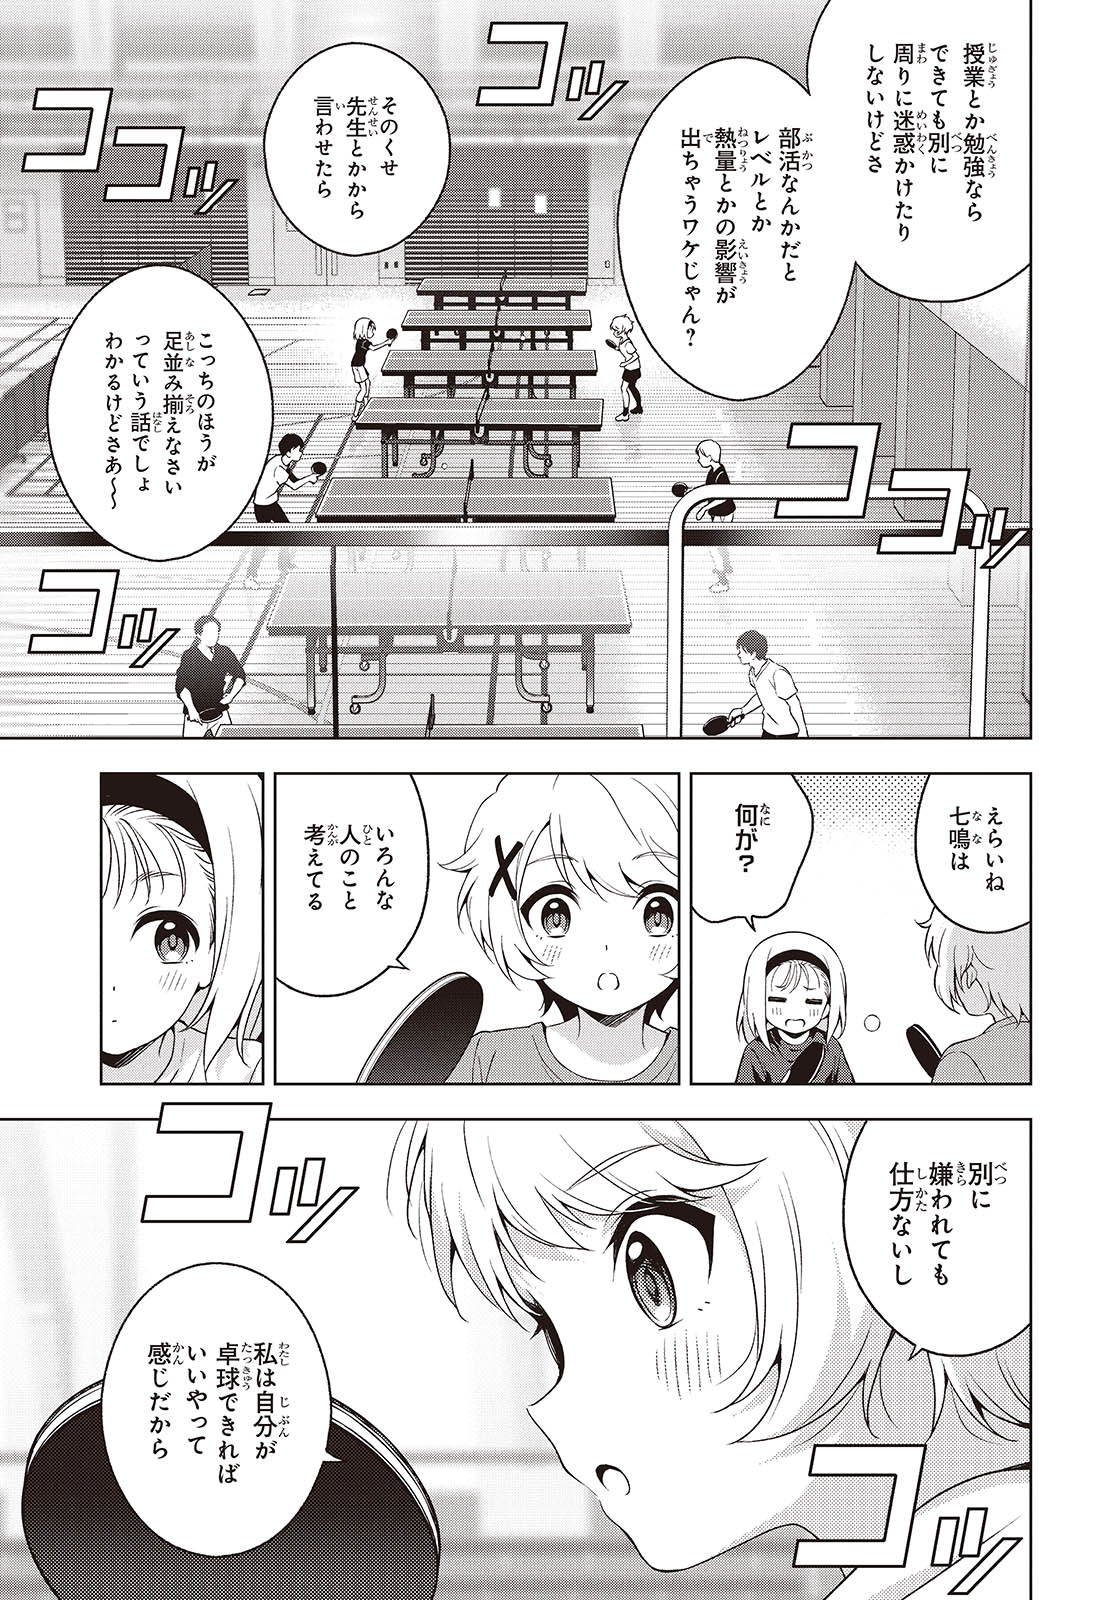 授業とか勉強なら
できても別に
周りに迷惑かけたり
しないけどさ
部活なんかだと
レベルとか
熱量とかの影響が
出ちゃうワケじゃん？
そのくせ
先生とかから
言わせたら
こっちのほうが
足並み揃えなさい
っていう話でしょ
わかるけどさあ～
コッ
コッ
コココッ
コッ
コッ
えらいね
七鳴は
何が？
いろんな
人のこと
考えてる
別に
嫌われても
仕方ないし
私は自分が
卓球できれば
いいやって
感じだから
コッ
コッ